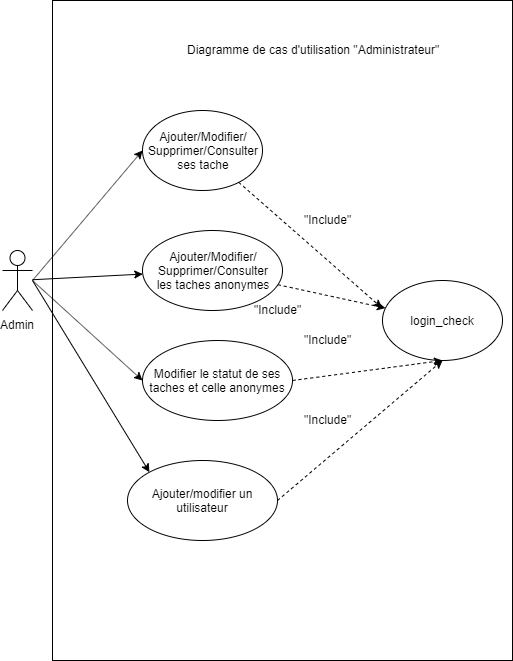 Diagramme de cas d'utilisation "Administrateur"
Ajouter/Modifier/
Supprimer/Consulter
ses tache
"Include"
Ajouter/Modifier/
Supprimer/Consulter
les taches anonymes
"Include"
Admin
login_check
"Include"
Modifier le statut de ses
taches et celle anonymes
"Include"
Ajouter/modifier un
utilisateur